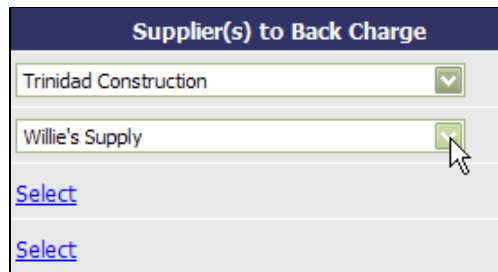 Supplier(s) to Back Charge
Trinidad Construction
Willie's Supply
Select
Select